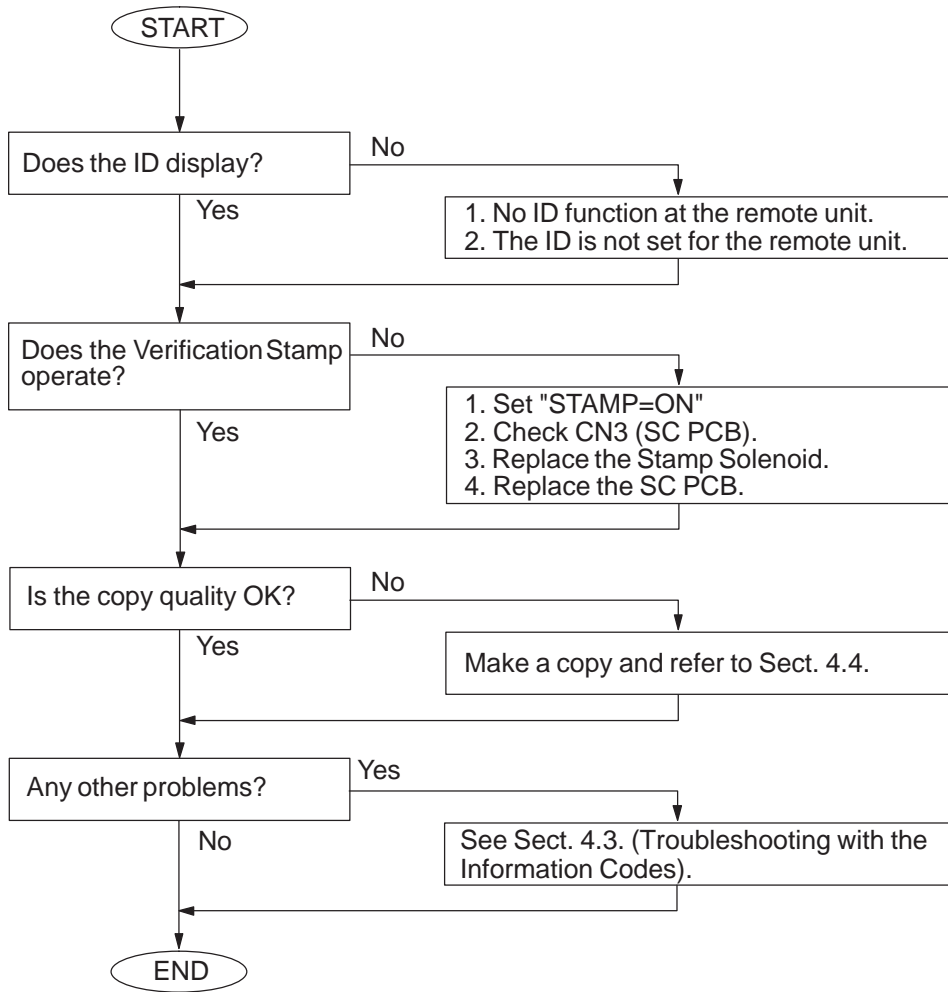 START
Does the ID display?
No
Yes
1. No ID function at the remote unit.
2. The ID is not set for the remote unit.
Does the Verification Stamp
operate?
No
Yes
1. Set "STAMP=ON"
2. Check CN3 (SC PCB).
3. Replace the Stamp Solenoid.
4. Replace the SC PCB.
Is the copy quality OK?
No
Yes
Make a copy and refer to Sect. 4.4.
Any other problems?
Yes
No
See Sect. 4.3. (Troubleshooting with the
Information Codes).
END